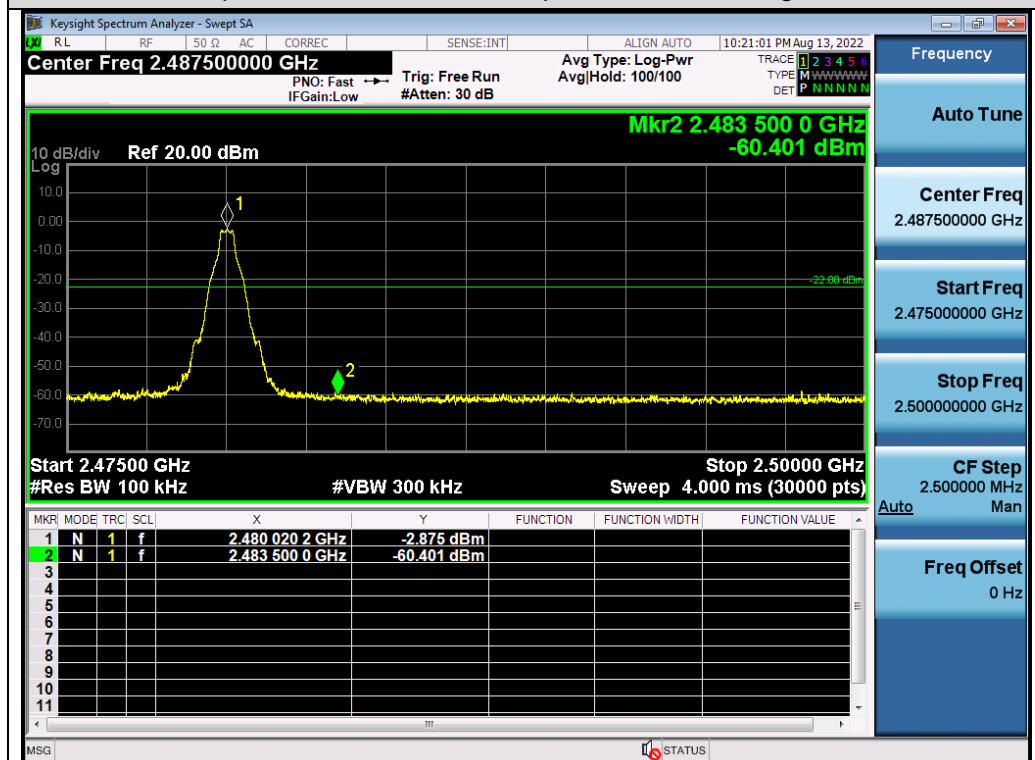 Keysight Spectrum Analyzer - Swept SA
LXI RL RF 50 Ω AC CORREC SENSE:INT ALIGN AUTO 10:21:01 PM Aug 13, 2022
Center Freq 2.487500000 GHz
PNO: Fast
IFGain:Low
Trig: Free Run
#Atten: 30 dB
Avg Type: Log-Pwr
Avg|Hold: 100/100
TRACE 1 2 3 4 5 6
TYPE M WWWWW
DET P N N N N N
Mkr2 2.483 500 0 GHz
-60.401 dBm
10 dB/div Ref 20.00 dBm
Log
10.0
0.00
-10.0
-20.0
-30.0
-40.0
-50.0
-60.0
-70.0
1
2
-22.88 dBm
Start 2.47500 GHz Stop 2.50000 GHz
#Res BW 100 kHz #VBW 300 kHz Sweep 4.000 ms (30000 pts)
MKR MODE TRC SCL X Y FUNCTION FUNCTION WIDTH FUNCTION VALUE
1 N 1 f 2.480 020 2 GHz -2.875 dBm
2 N 1 f 2.483 500 0 GHz -60.401 dBm
3
4
5
6
7
8
9
10
11
MSG STATUS
Frequency
Auto Tune
Center Freq
2.487500000 GHz
Start Freq
2.475000000 GHz
Stop Freq
2.500000000 GHz
CF Step
2.500000 MHz
Auto Man
Freq Offset
0 Hz